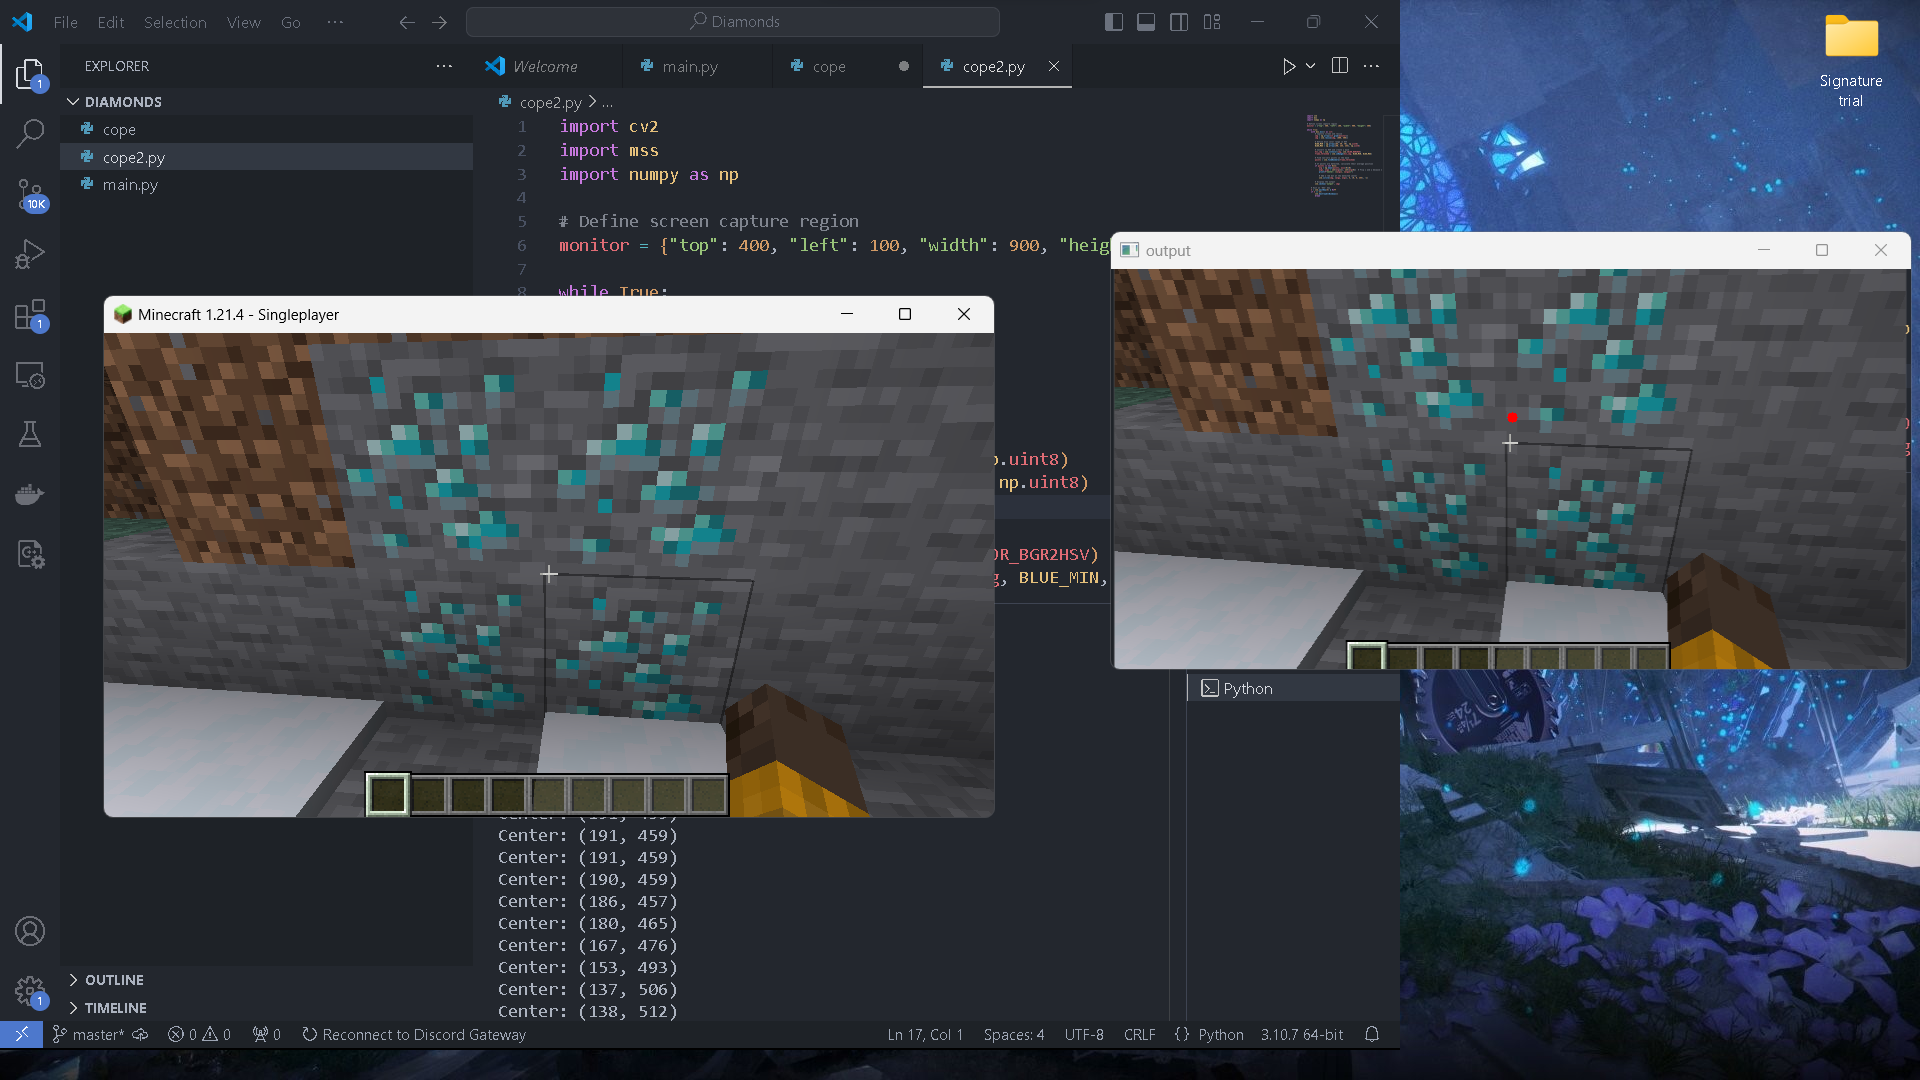 File Edit Selection View Go ··· Diamonds
Signature
trial
EXPLORER ···
Welcome main.py cope cope2.py
DIAMONDS
cope
cope2.py
main.py
cope2.py > ...
1 import cv2
2 import mss
3 import numpy as np
4
5 # Define screen capture region
6 monitor = {"top": 400, "left": 100, "width": 900, "heig
7
8 while True:
output
Minecraft 1.21.4 - Singleplayer
p.uint8)
np.uint8)
OR_BGR2HSV)
g, BLUE_MIN,
1
10K
1
Python
Center: (191, 459)
Center: (191, 459)
Center: (191, 459)
Center: (190, 459)
Center: (186, 457)
Center: (180, 465)
Center: (167, 476)
Center: (153, 493)
Center: (137, 506)
Center: (138, 512)
OUTLINE
TIMELINE
1
master* 0 0 0 Reconnect to Discord Gateway Ln 17, Col 1 Spaces: 4 UTF-8 CRLF {} Python 3.10.7 64-bit